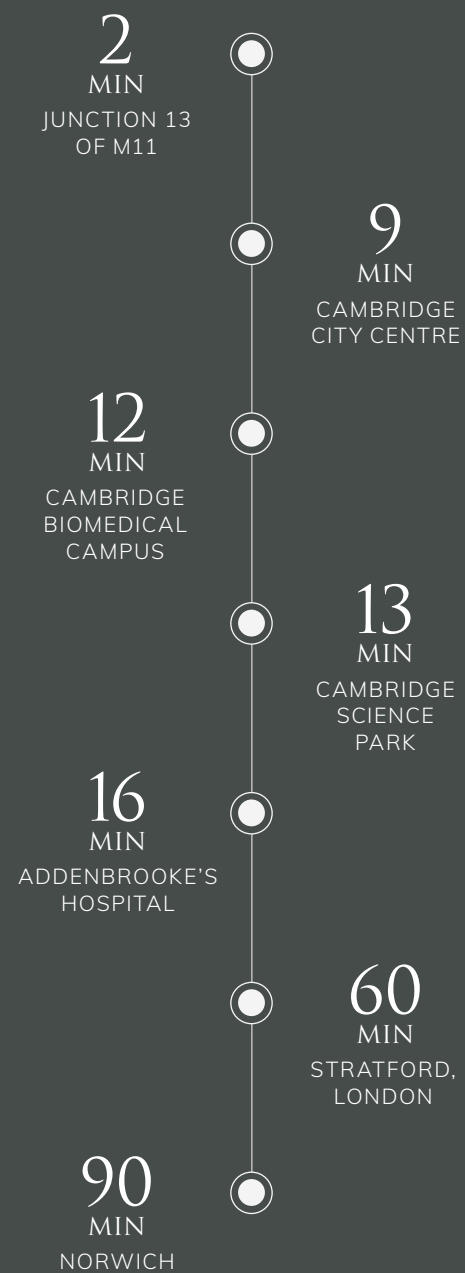 2
MIN
JUNCTION 13
OF M11
9
MIN
CAMBRIDGE
CITY CENTRE
12
MIN
CAMBRIDGE
BIOMEDICAL
CAMPUS
13
MIN
CAMBRIDGE
SCIENCE
PARK
16
MIN
ADDENBROOKE’S
HOSPITAL
60
MIN
STRATFORD,
LONDON
90
MIN
NORWICH